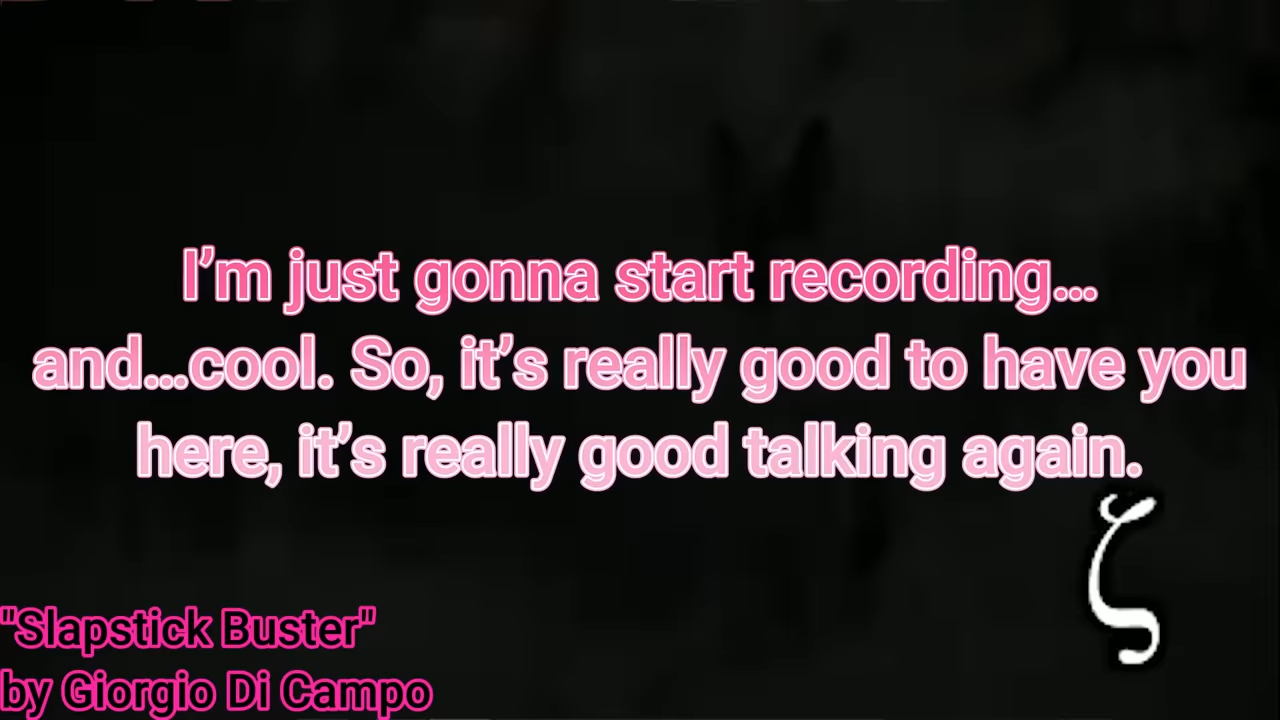 I’m just gonna start recording...
and...cool. So, it’s really good to have you
here, it’s really good talking again.
ζ
"Slapstick Buster"
by Giorgio Di Campo